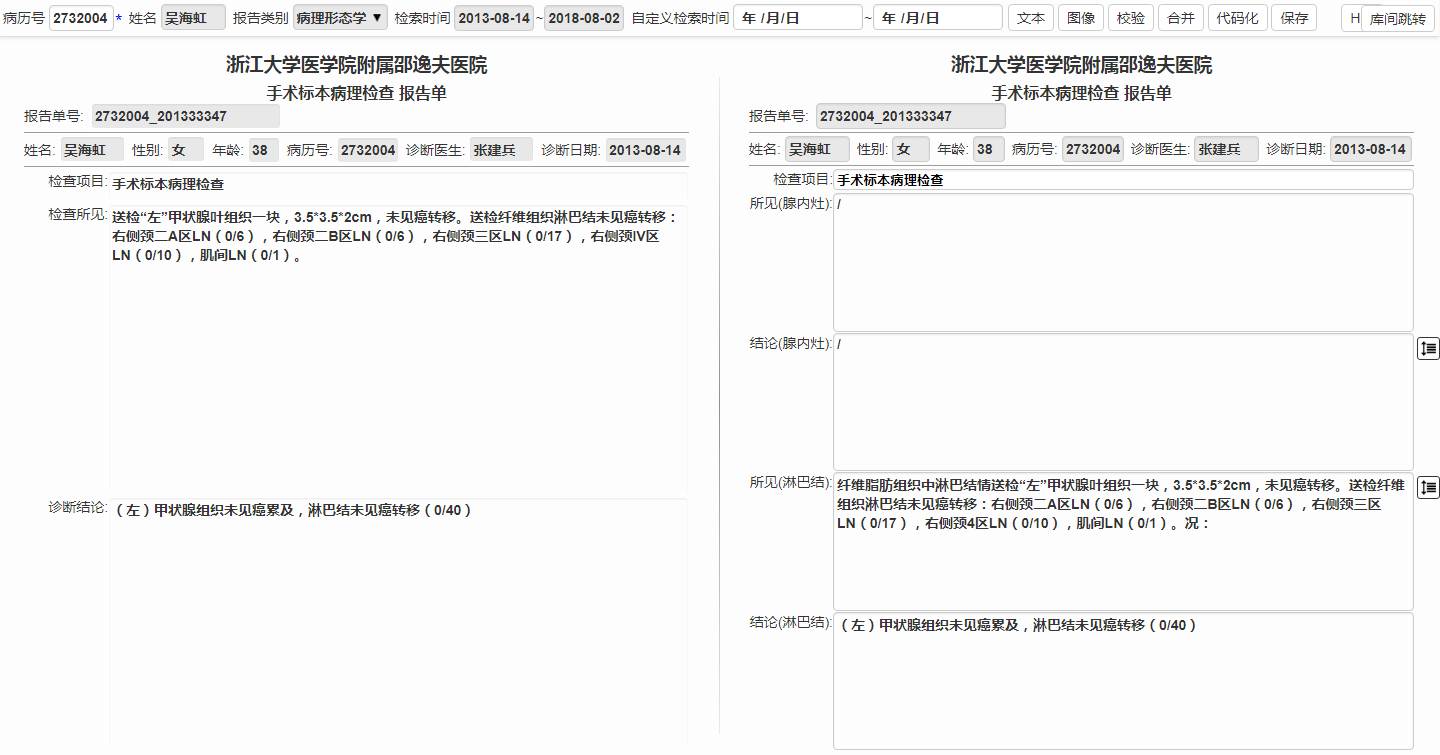 病历号 2732004 * 姓名 吴海虹 报告类别 病理形态学 ▼ 检索时间 2013-08-14 ~ 2018-08-02 自定义检索时间 年 /月/日 ~ 年 /月/日 文本 图像 校验 合并 代码化 保存 H 库间跳转
浙江大学医学院附属邵逸夫医院
手术标本病理检查 报告单
报告单号: 2732004_201333347
姓名: 吴海虹 性别: 女 年龄: 38 病历号: 2732004 诊断医生: 张建兵 诊断日期: 2013-08-14
检查项目: 手术标本病理检查
检查所见: 送检“左”甲状腺叶组织一块，3.5*3.5*2cm，未见癌转移。送检纤维组织淋巴结未见癌转移：
右侧颈二A区LN（0/6），右侧颈二B区LN（0/6），右侧颈三区LN（0/17），右侧颈IV区
LN（0/10），肌间LN（0/1）。
诊断结论: （左）甲状腺组织未见癌累及，淋巴结未见癌转移（0/40）
浙江大学医学院附属邵逸夫医院
手术标本病理检查 报告单
报告单号: 2732004_201333347
姓名: 吴海虹 性别: 女 年龄: 38 病历号: 2732004 诊断医生: 张建兵 诊断日期: 2013-08-14
检查项目: 手术标本病理检查
所见(腺内灶): /
结论(腺内灶): /
所见(淋巴结): 纤维脂肪组织中淋巴结情送检“左”甲状腺叶组织一块，3.5*3.5*2cm，未见癌转移。送检纤维
组织淋巴结未见癌转移：右侧颈二A区LN（0/6），右侧颈二B区LN（0/6），右侧颈三区
LN（0/17），右侧颈4区LN（0/10），肌间LN（0/1）。况：
结论(淋巴结): （左）甲状腺组织未见癌累及，淋巴结未见癌转移（0/40）